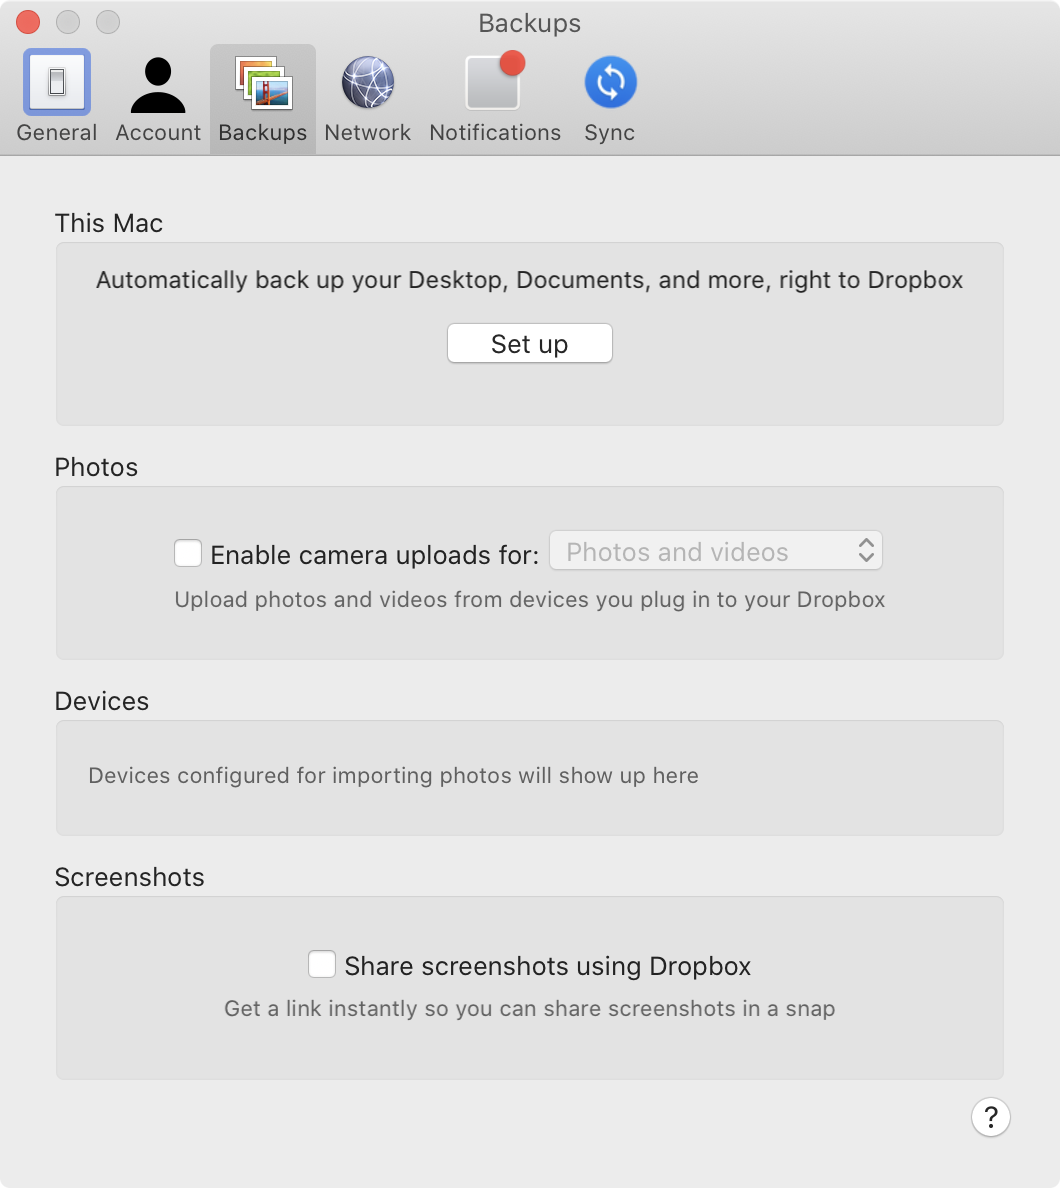 Backups
General Account Backups Network Notifications Sync
This Mac
Automatically back up your Desktop, Documents, and more, right to Dropbox
Set up
Photos
Enable camera uploads for: Photos and videos
Upload photos and videos from devices you plug in to your Dropbox
Devices
Devices configured for importing photos will show up here
Screenshots
Share screenshots using Dropbox
Get a link instantly so you can share screenshots in a snap
?